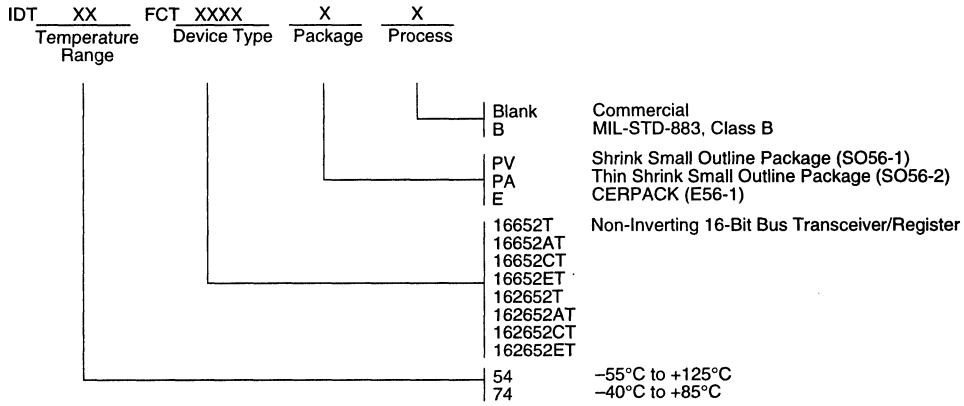 IDT XX FCT XXXX X X
Temperature Range Device Type Package Process
Blank Commercial
B MIL-STD-883, Class B
PV Shrink Small Outline Package (SO56-1)
PA Thin Shrink Small Outline Package (SO56-2)
E CERPACK (E56-1)
16652T Non-Inverting 16-Bit Bus Transceiver/Register
16652AT
16652CT
16652ET
162652T
162652AT
162652CT
162652ET
54 –55°C to +125°C
74 –40°C to +85°C